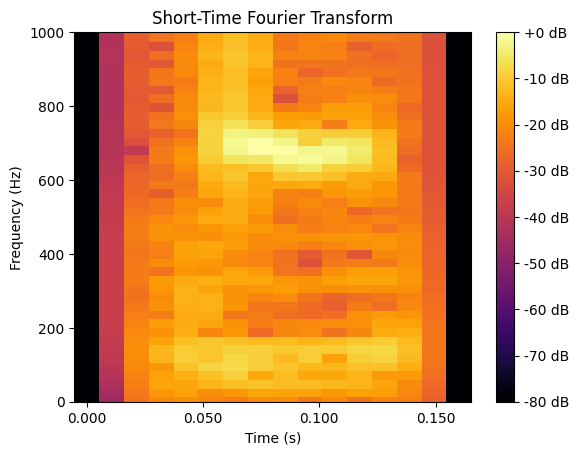 Short-Time Fourier Transform
1000
800
600
400
200
0
Frequency (Hz)
0.000
0.050
0.100
0.150
Time (s)
+0 dB
-10 dB
-20 dB
-30 dB
-40 dB
-50 dB
-60 dB
-70 dB
-80 dB